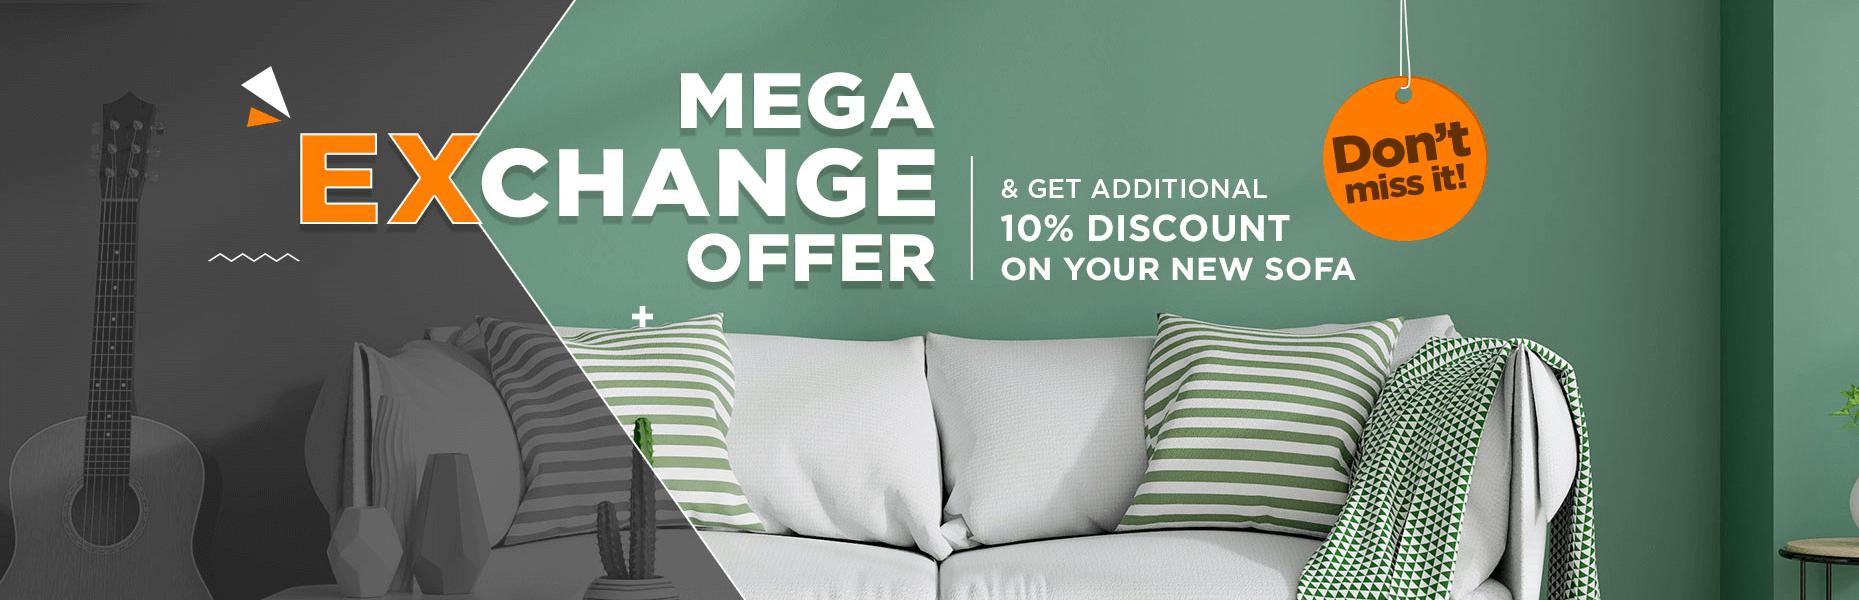 MEGA
EXCHANGE
OFFER
& GET ADDITIONAL
10% DISCOUNT
ON YOUR NEW SOFA
Don't
miss it!